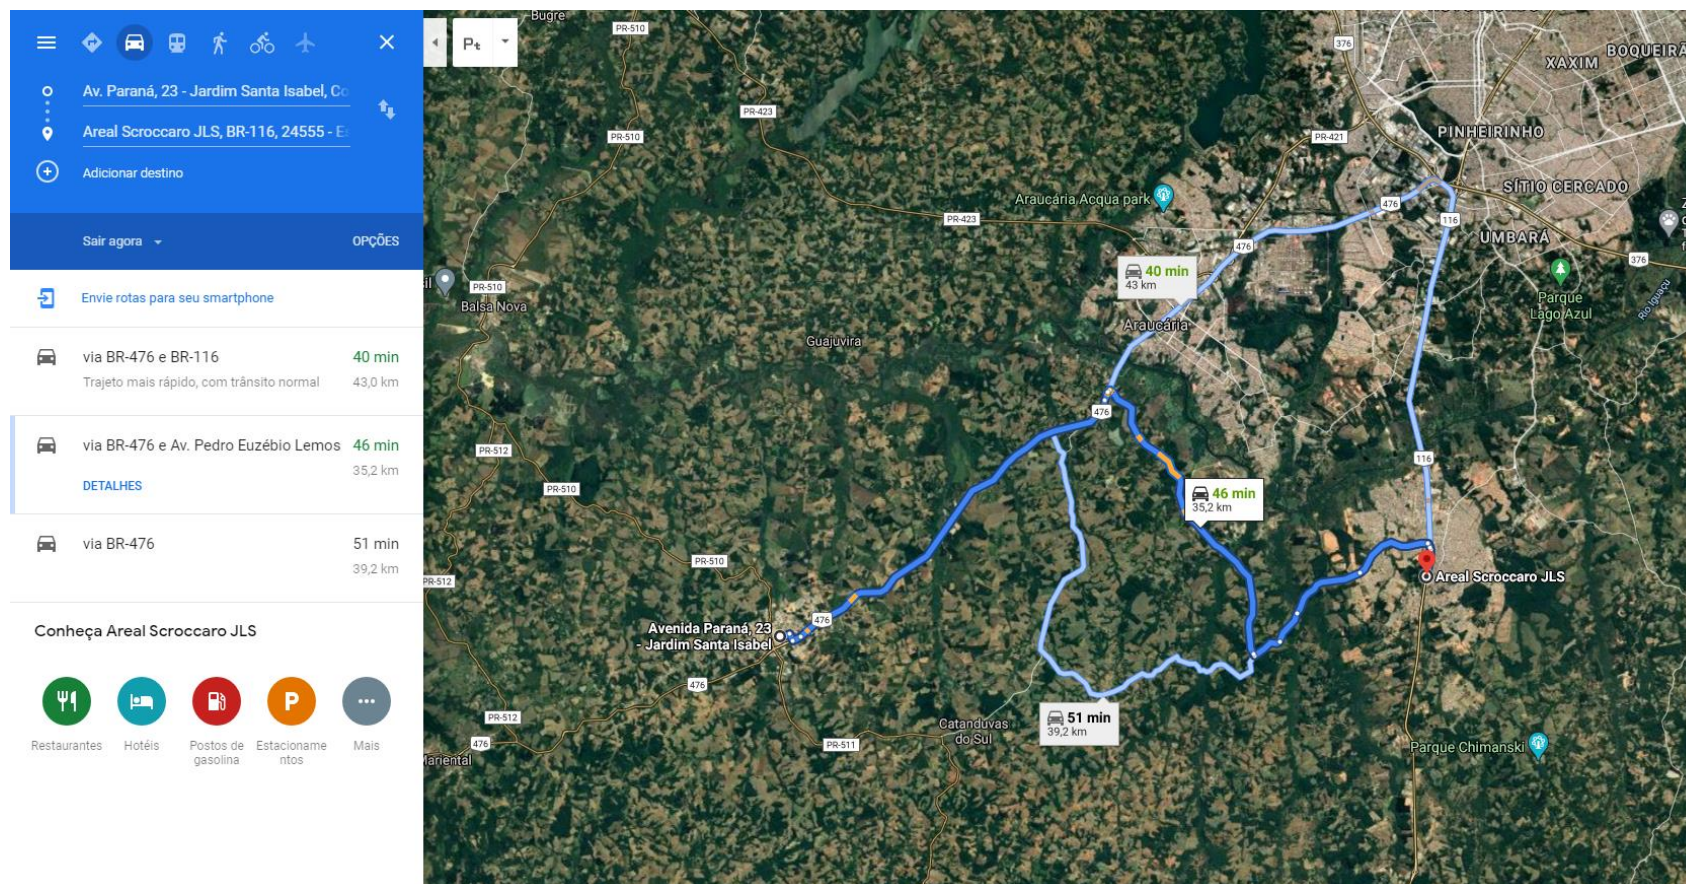 Av. Paraná, 23 - Jardim Santa Isabel, Co
Areal Scroccaro JLS, BR-116, 24555 - E
Adicionar destino
Sair agora
OPÇÕES
Envie rotas para seu smartphone
via BR-476 e BR-116
40 min
Trajeto mais rápido, com trânsito normal
43,0 km
via BR-476 e Av. Pedro Euzébio Lemos
46 min
35,2 km
DETALHES
via BR-476
51 min
39,2 km
Conheça Areal Scroccaro JLS
P
Restaurantes
Hotéis
Postos de
gasolina
Estacioname
ntos
Mais
Bugre
PR-510
376
XAXIM
BOQUEIRÃ
PR-423
PR-510
PR-421
PINHEIRINHO
Araucária Acqua park
SÍTIO CERCADO
476
PR-423
116
476
UMBARÁ
376
40 min
43 km
PR-510
Balsa Nova
Parque
Lago Azul
Rio Iguaçu
Araucária
Guajuvira
476
PR-512
116
PR-510
46 min
35,2 km
PR-510
PR-512
Areal Scroccaro JLS
476
Avenida Paraná, 23
- Jardim Santa Isabel
476
PR-512
51 min
39,2 km
Catanduvas
do Sul
476
PR-511
Mariental
Parque Chimanski